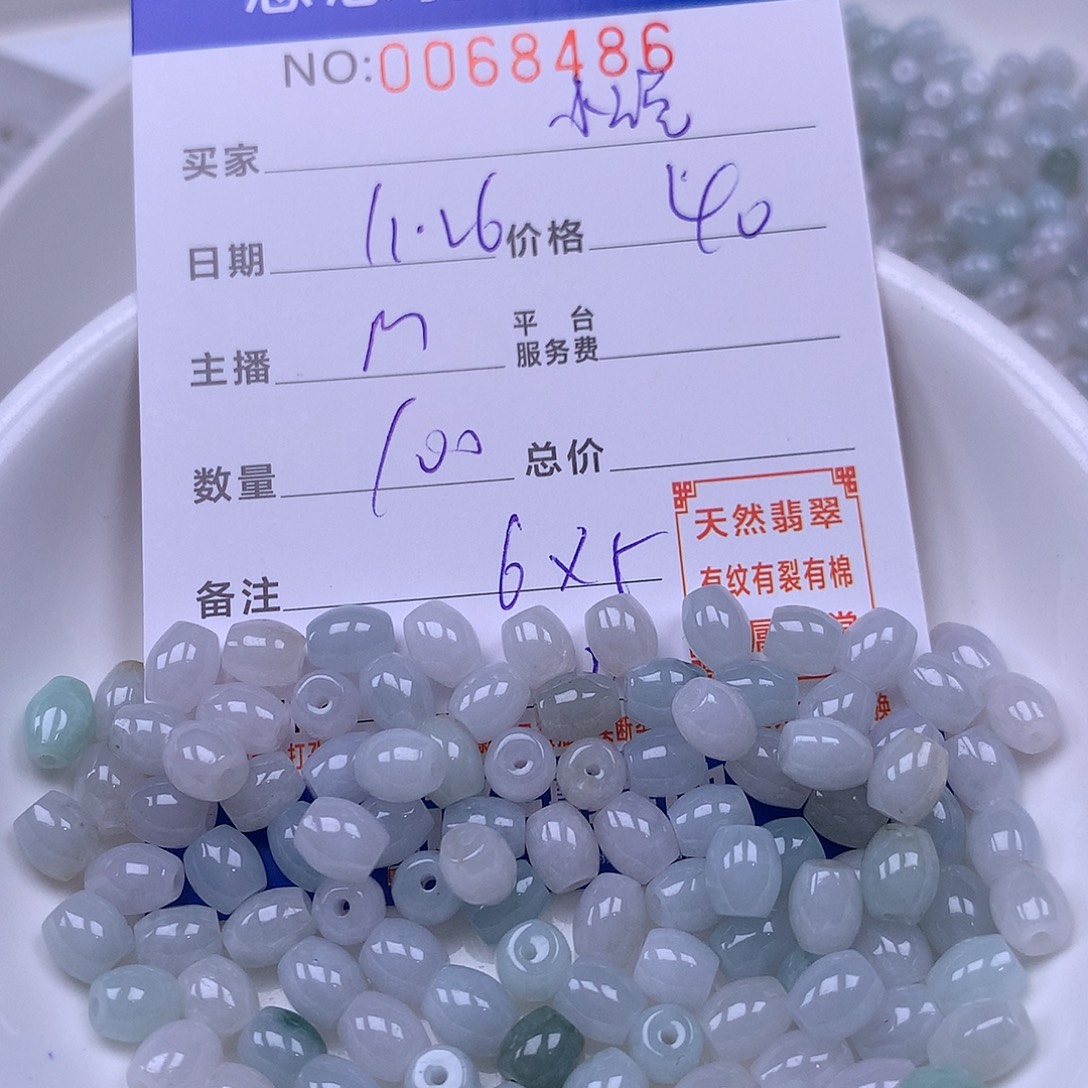 NO:0068486
买家
日期 11.26 价格 40
主播 M 平台服务费
数量 100 总价
备注 6×5
天然翡翠
有纹有裂有棉